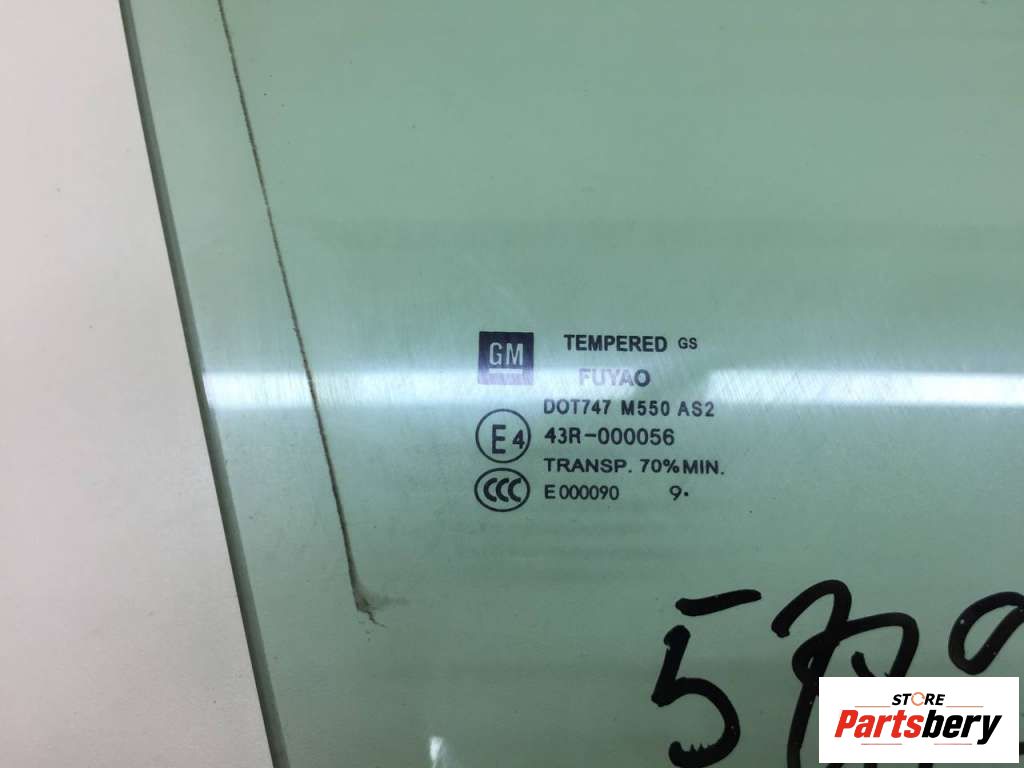 GM TEMPERED GS
FUYAO
DOT747 M550 AS2
E4 43R-000056
TRANSP. 70%MIN.
CCC E000090 9.
STORE
Partsbery